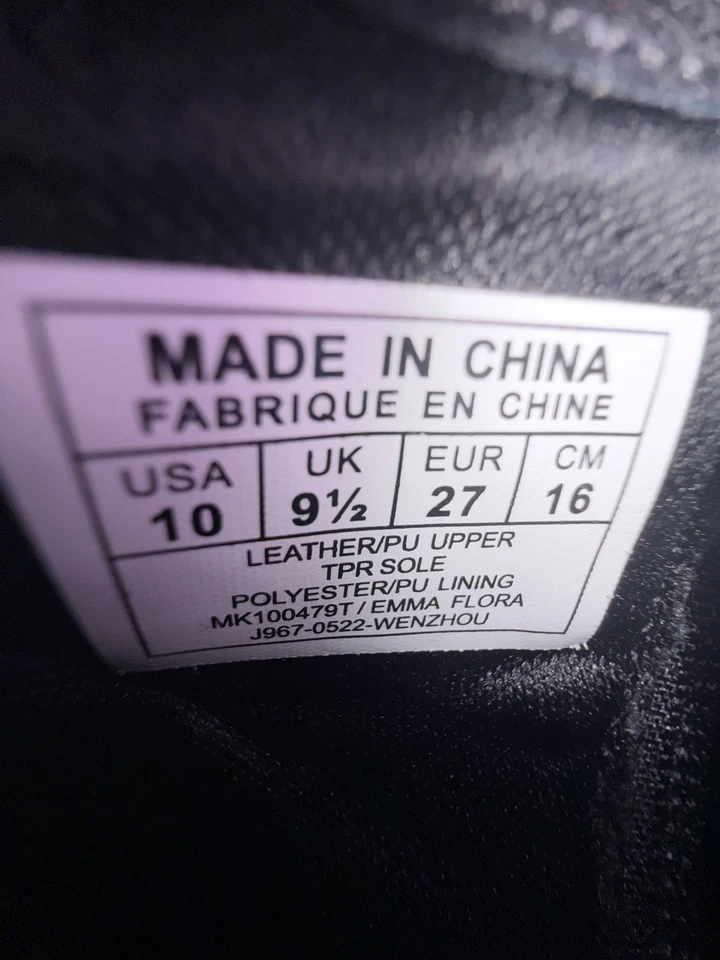 MADE IN CHINA
FABRIQUE EN CHINE
USA UK EUR CM
10 9½ 27 16
LEATHER/PU UPPER
TPR SOLE
POLYESTER/PU LINING
MK100479T / EMMA FLORA
J967-0522-WENZHOU